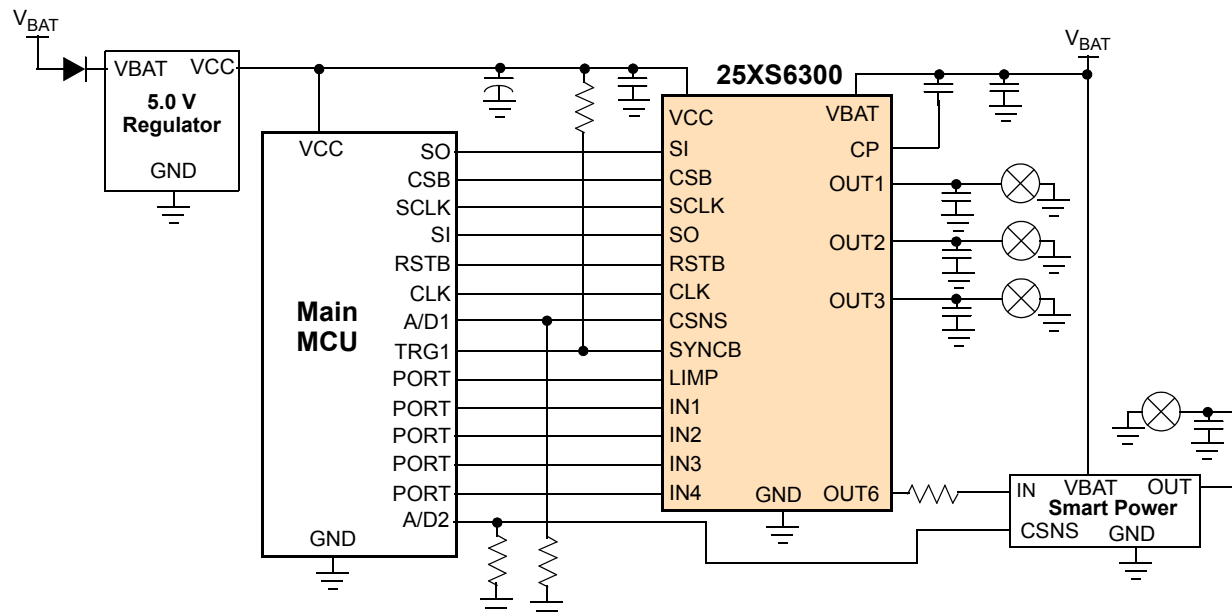 V_BAT
VBAT VCC
5.0 V
Regulator
GND
VCC
SO
CSB
SCLK
SI
RSTB
CLK
A/D1
TRG1
PORT
PORT
PORT
PORT
PORT
A/D2
Main
MCU
GND
25XS6300
VCC
SI
CSB
SCLK
SO
RSTB
CLK
CSNS
SYNCB
LIMP
IN1
IN2
IN3
IN4
VBAT
CP
OUT1
OUT2
OUT3
GND OUT6
V_BAT
IN VBAT OUT
Smart Power
CSNS GND